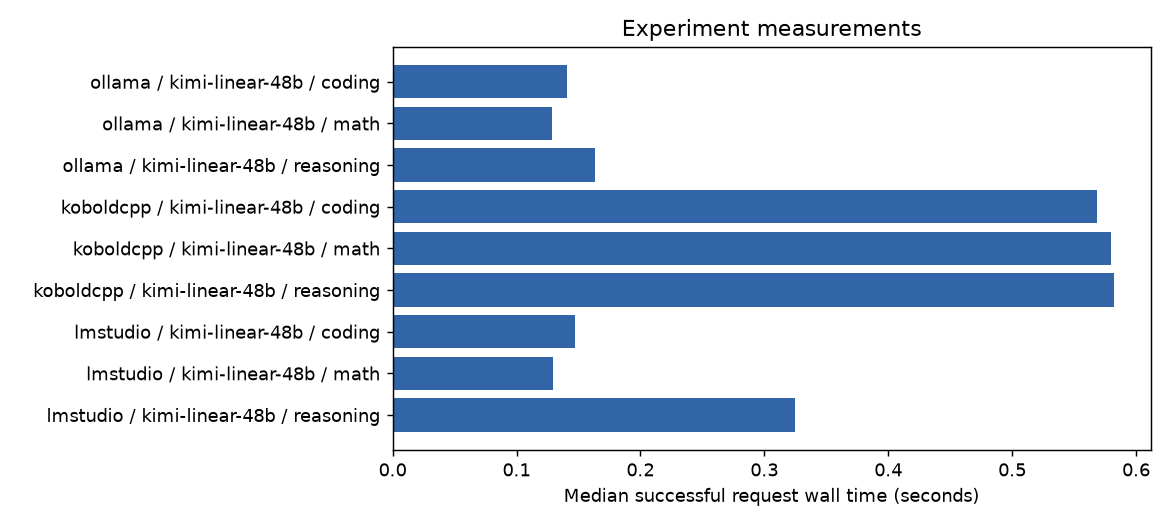 Experiment measurements
ollama / kimi-linear-48b / coding
ollama / kimi-linear-48b / math
ollama / kimi-linear-48b / reasoning
koboldcpp / kimi-linear-48b / coding
koboldcpp / kimi-linear-48b / math
koboldcpp / kimi-linear-48b / reasoning
lmstudio / kimi-linear-48b / coding
lmstudio / kimi-linear-48b / math
lmstudio / kimi-linear-48b / reasoning
0.0 0.1 0.2 0.3 0.4 0.5 0.6
Median successful request wall time (seconds)